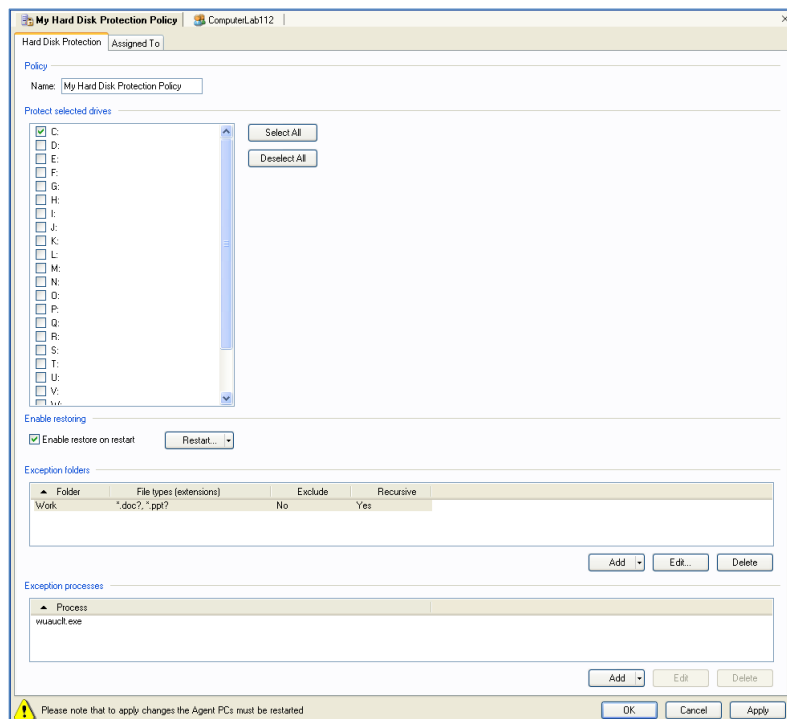 My Hard Disk Protection Policy ComputerLab112
Hard Disk Protection Assigned To
Policy
Name: My Hard Disk Protection Policy
Protect selected drives
C: Select All
D:
E: Deselect All
F:
G:
H:
I:
J:
K:
L:
M:
N:
O:
P:
Q:
R:
S:
T:
U:
V:
W:
Enable restoring
Enable restore on restart Restart...
Exception folders
Folder File types (extensions) Exclude Recursive
Work *.doc?, *.ppt? No Yes
Add Edit... Delete
Exception processes
Process
wuauclt.exe
Add Edit Delete
Please note that to apply changes the Agent PCs must be restarted OK Cancel Apply